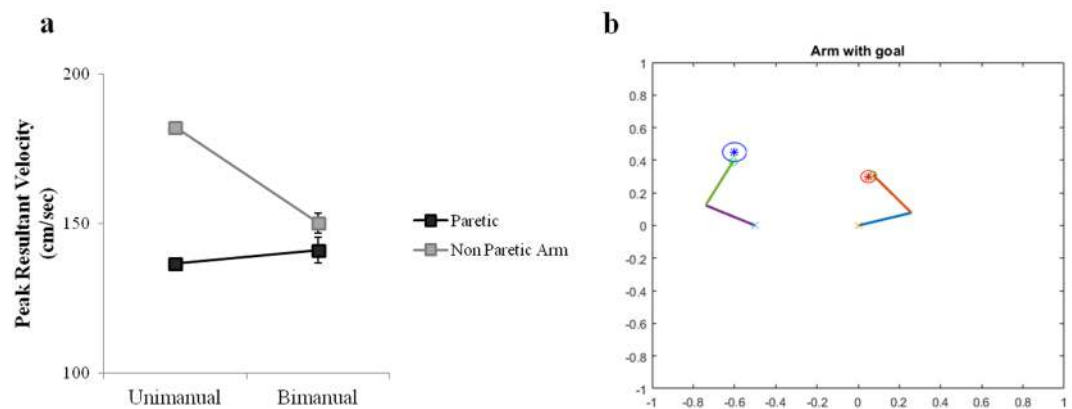 a
200
150
100
Peak Resultant Velocity
(cm/sec)
Unimanual
Bimanual
Paretic
Non Paretic Arm
b
Arm with goal
1
0.8
0.6
0.4
0.2
0
-0.2
-0.4
-0.6
-0.8
-1
-1 -0.8 -0.6 -0.4 -0.2 0 0.2 0.4 0.6 0.8 1